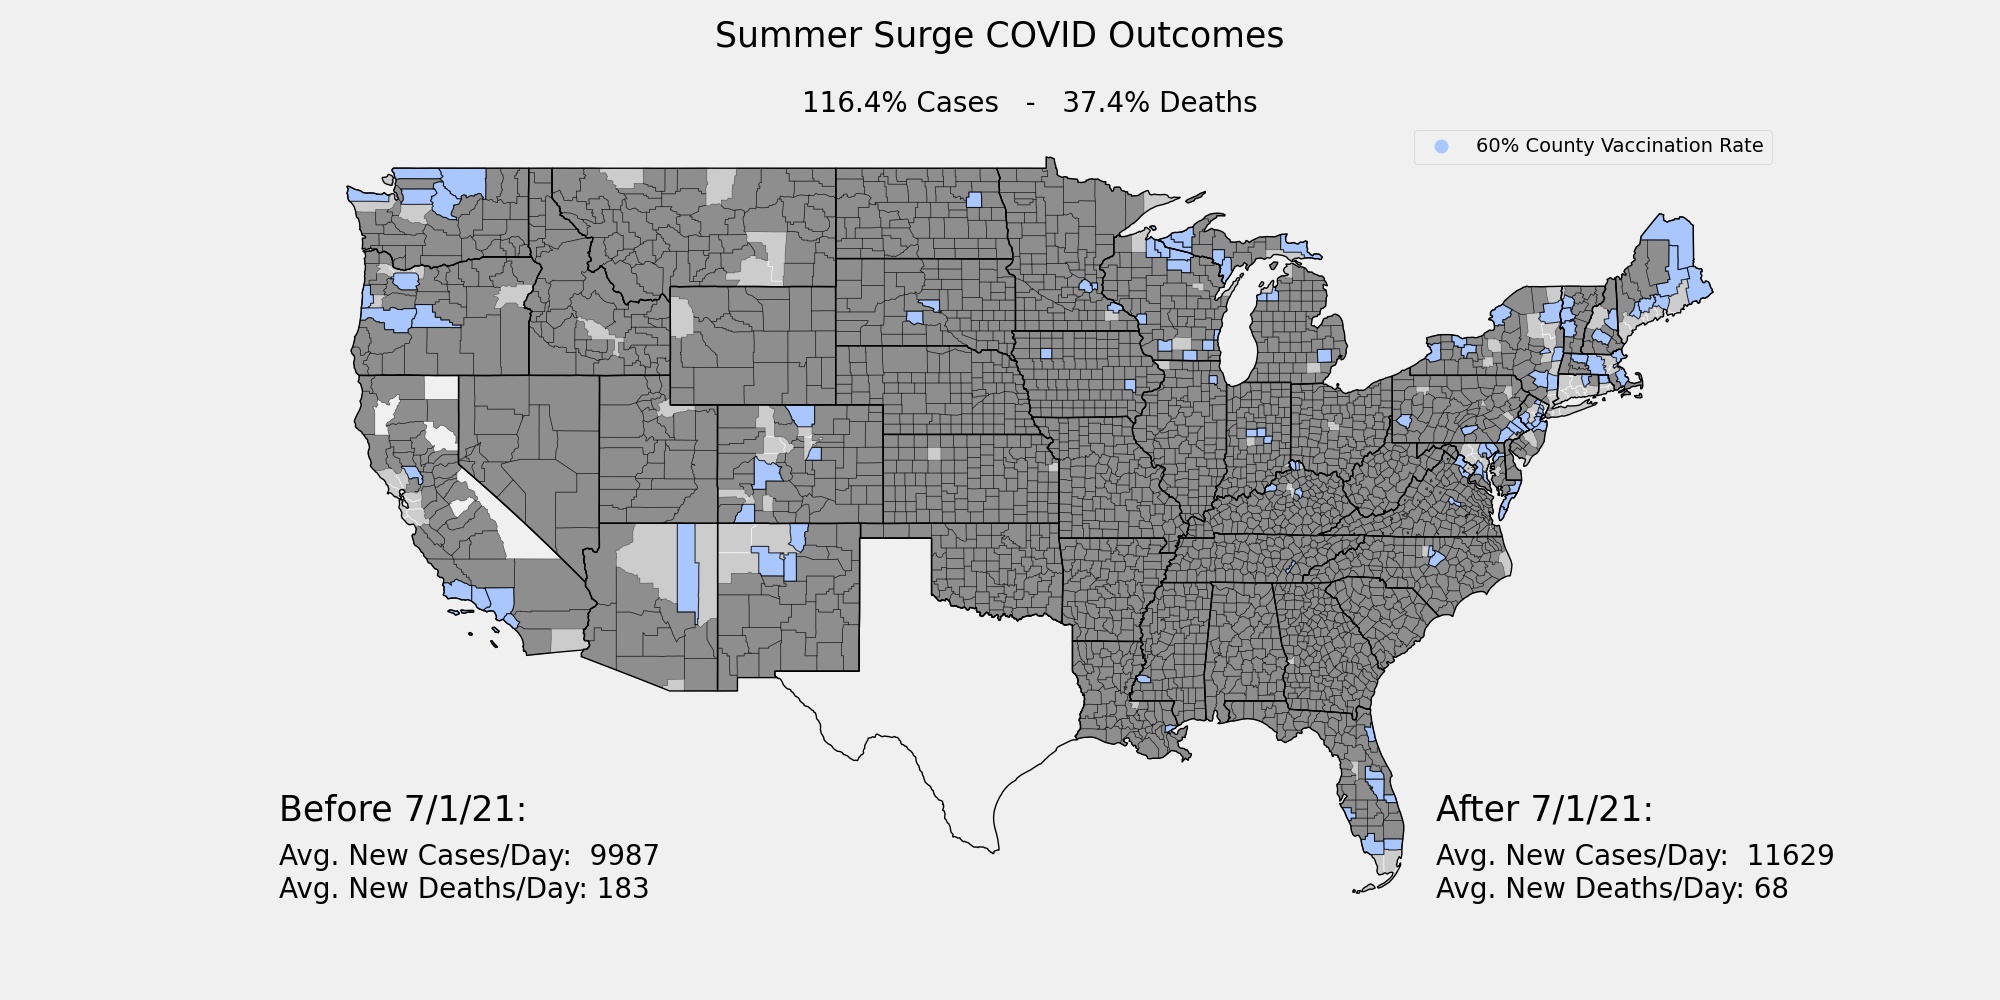 Summer Surge COVID Outcomes
116.4% Cases - 37.4% Deaths
60% County Vaccination Rate
Before 7/1/21:
Avg. New Cases/Day: 9987
Avg. New Deaths/Day: 183
After 7/1/21:
Avg. New Cases/Day: 11629
Avg. New Deaths/Day: 68